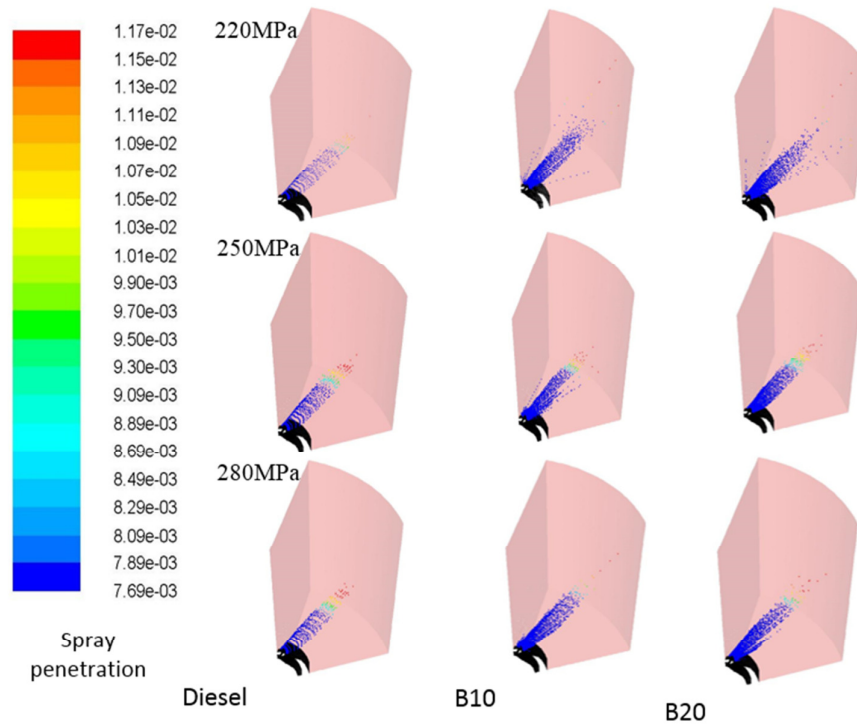 1.17e-02
1.15e-02
1.13e-02
1.11e-02
1.09e-02
1.07e-02
1.05e-02
1.03e-02
1.01e-02
9.90e-03
9.70e-03
9.50e-03
9.30e-03
9.09e-03
8.89e-03
8.69e-03
8.49e-03
8.29e-03
8.09e-03
7.89e-03
7.69e-03
Spray
penetration
220MPa
250MPa
280MPa
Diesel
B10
B20